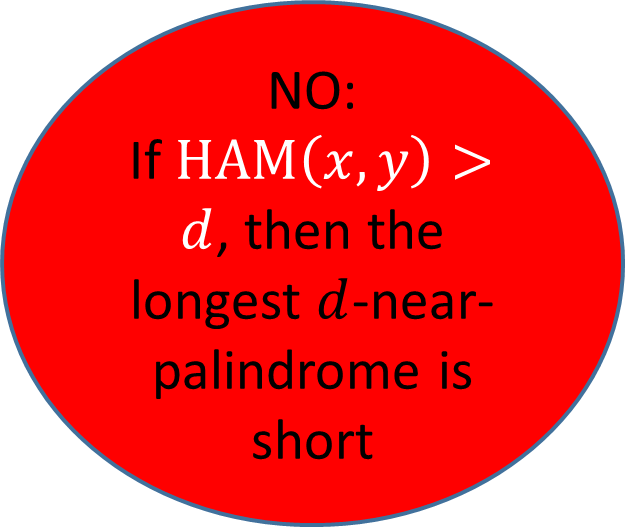 NO:
If HAM(𝑥, 𝑦) >
𝑑, then the
longest 𝑑-near-
palindrome is
short